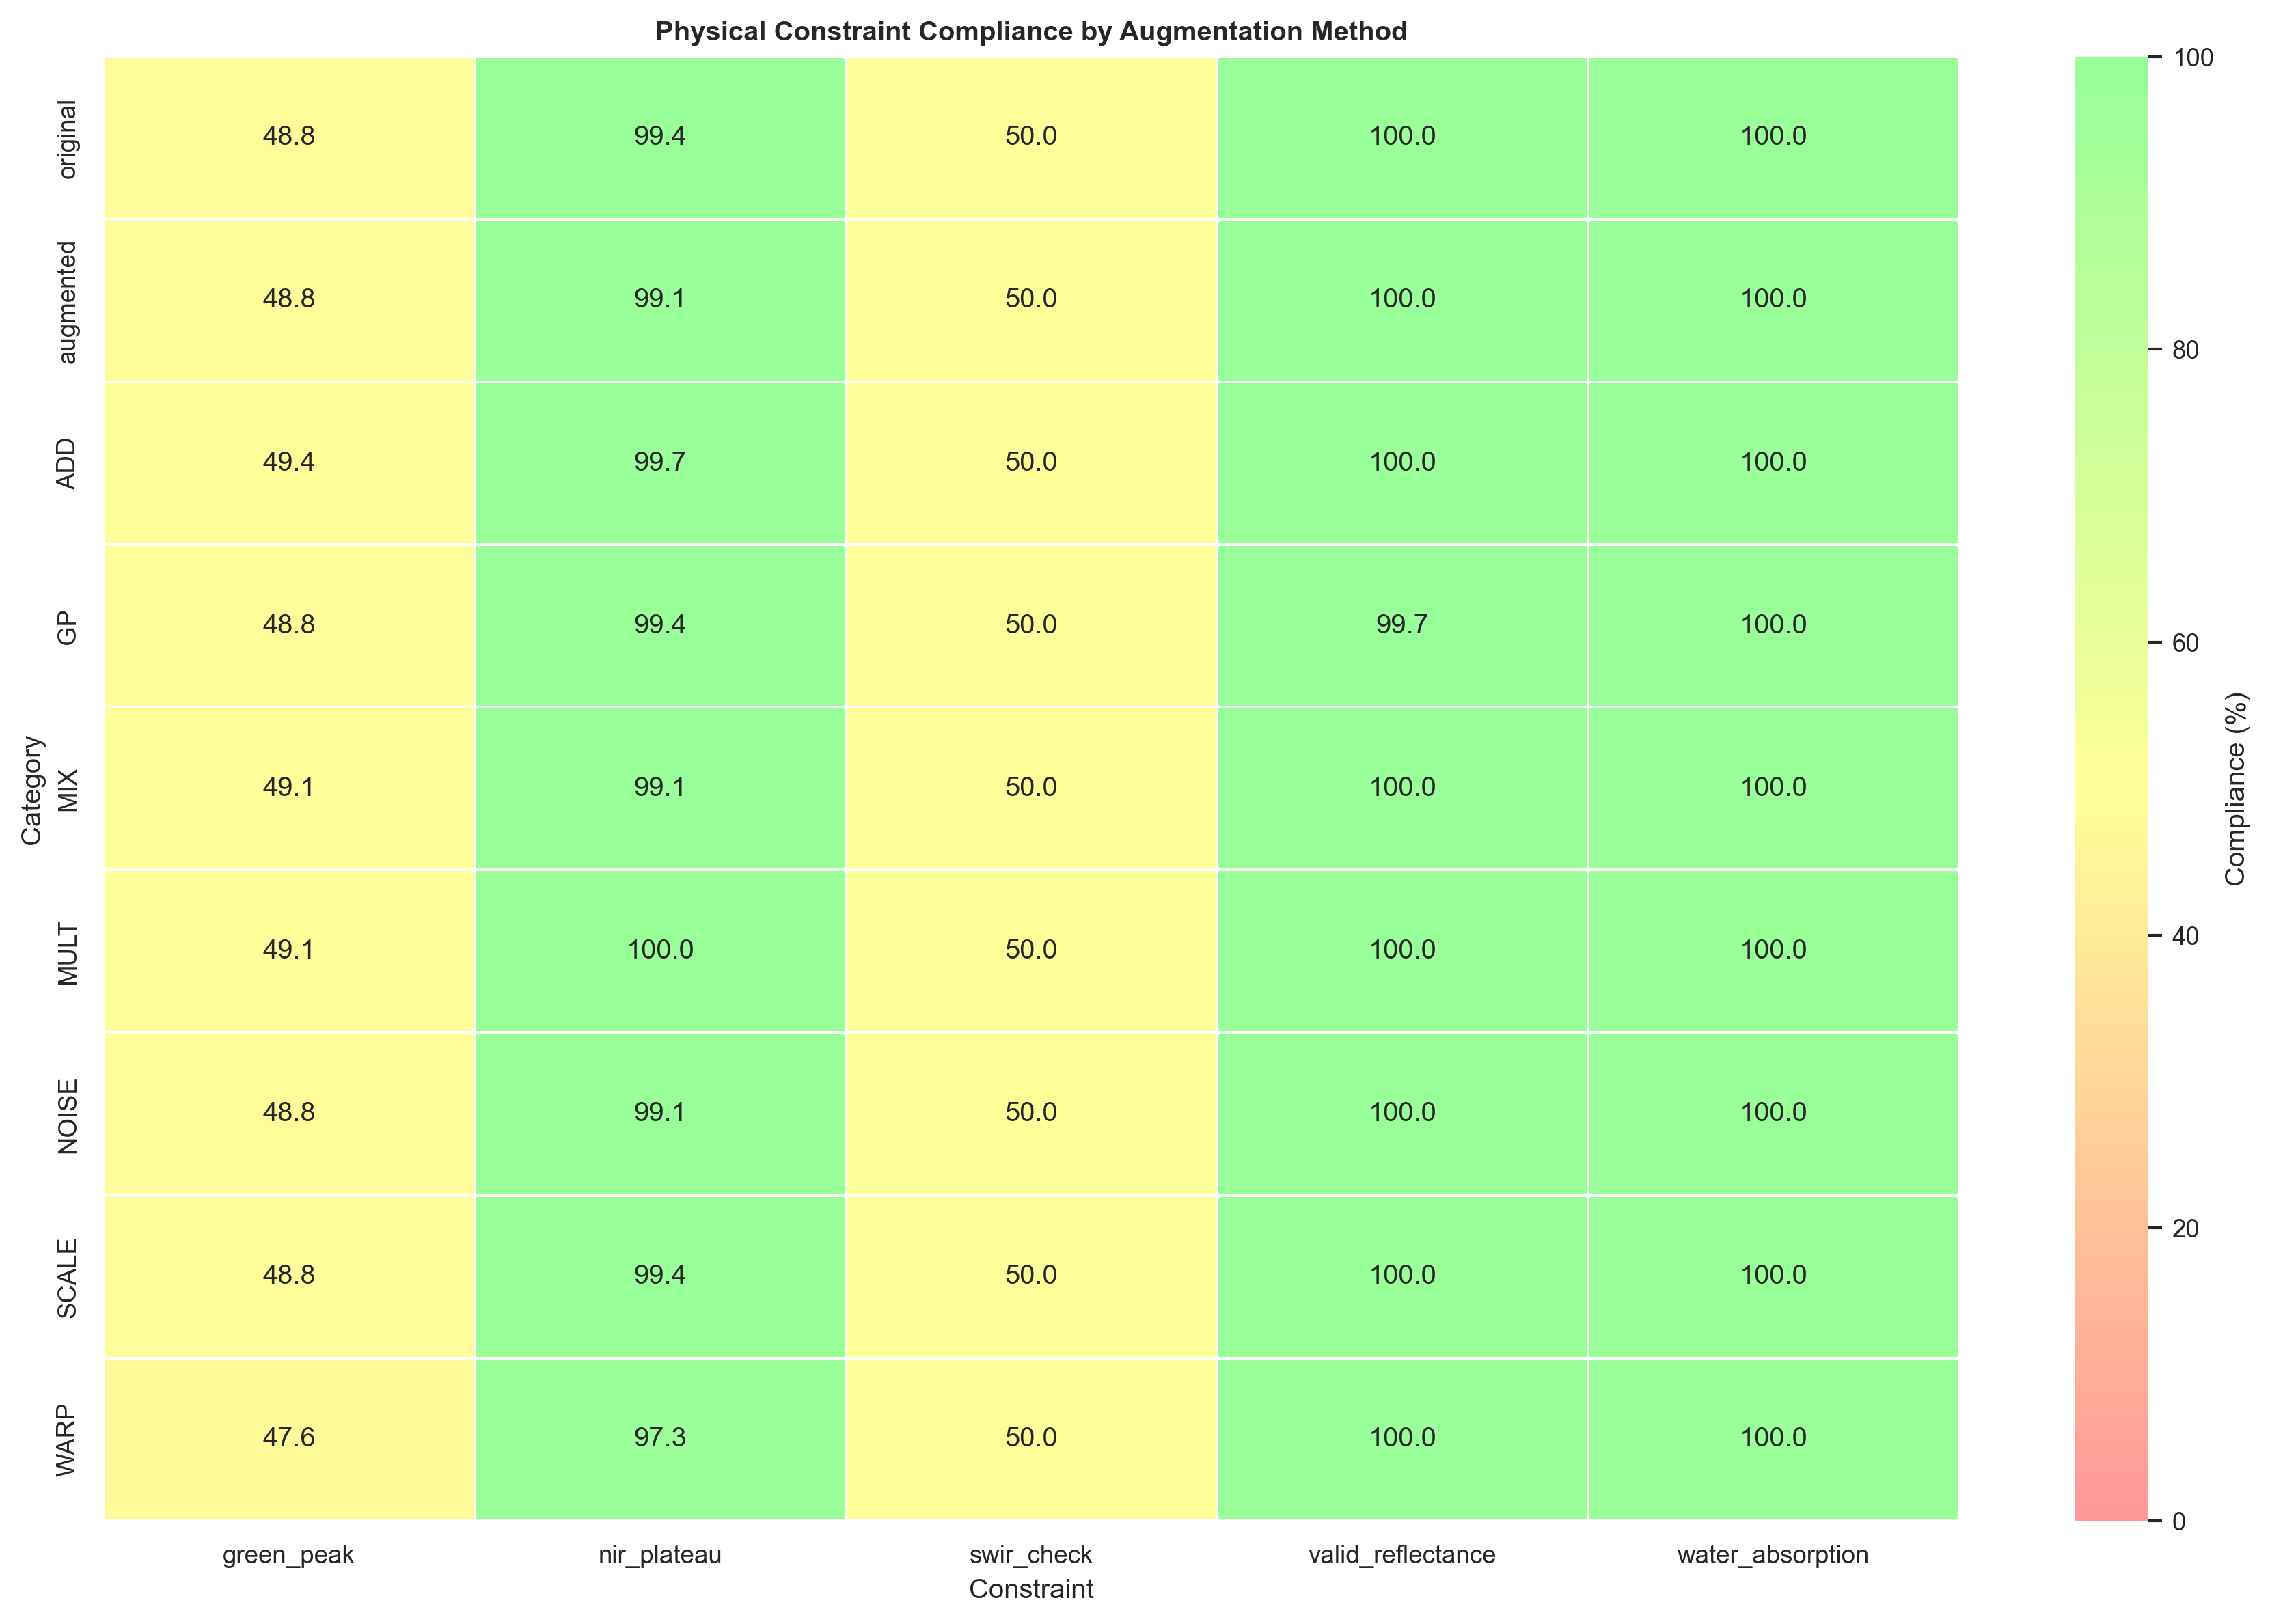 Physical Constraint Compliance by Augmentation Method
Category
original 48.8 99.4 50.0 100.0 100.0
augmented 48.8 99.1 50.0 100.0 100.0
ADD 49.4 99.7 50.0 100.0 100.0
GP 48.8 99.4 50.0 99.7 100.0
MIX 49.1 99.1 50.0 100.0 100.0
MULT 49.1 100.0 50.0 100.0 100.0
NOISE 48.8 99.1 50.0 100.0 100.0
SCALE 48.8 99.4 50.0 100.0 100.0
WARP 47.6 97.3 50.0 100.0 100.0
green_peak nir_plateau swir_check valid_reflectance water_absorption
Constraint
100
80
60
40
20
0
Compliance (%)